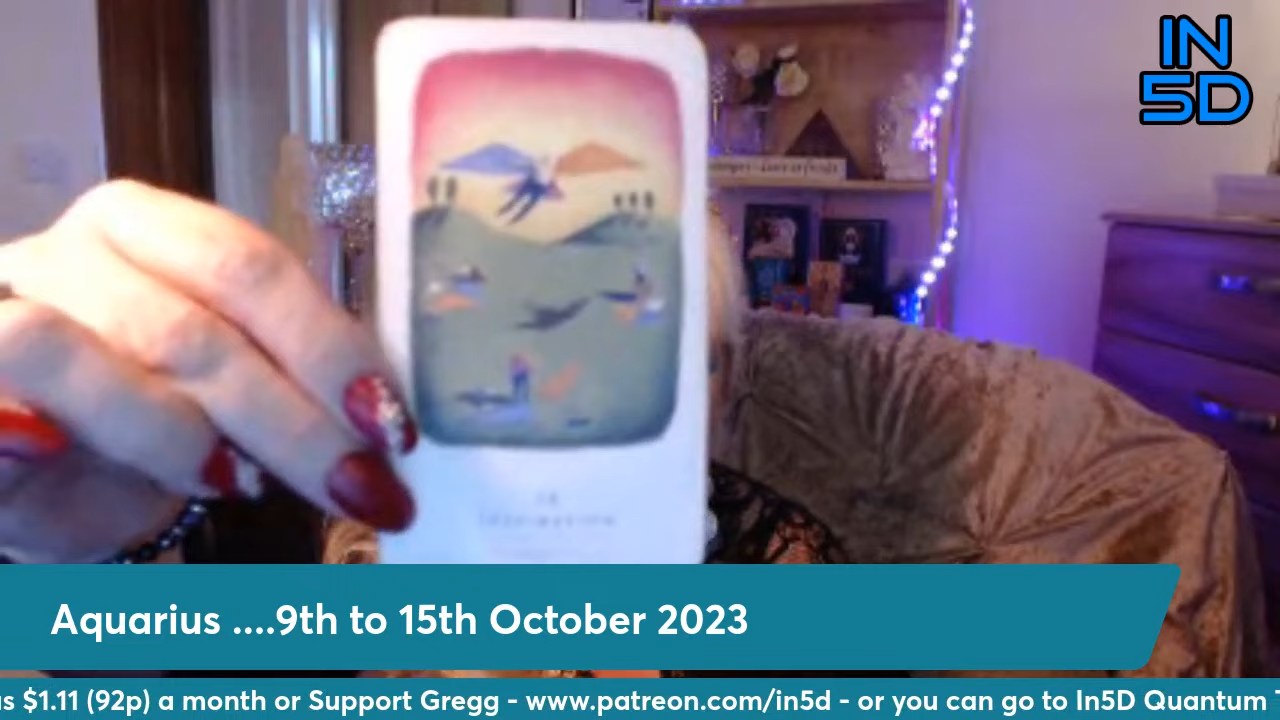 IN
5D
Aquarius ....9th to 15th October 2023
$1.11 (92p) a month or Support Gregg - www.patreon.com/in5d - or you can go to In5D Quantum